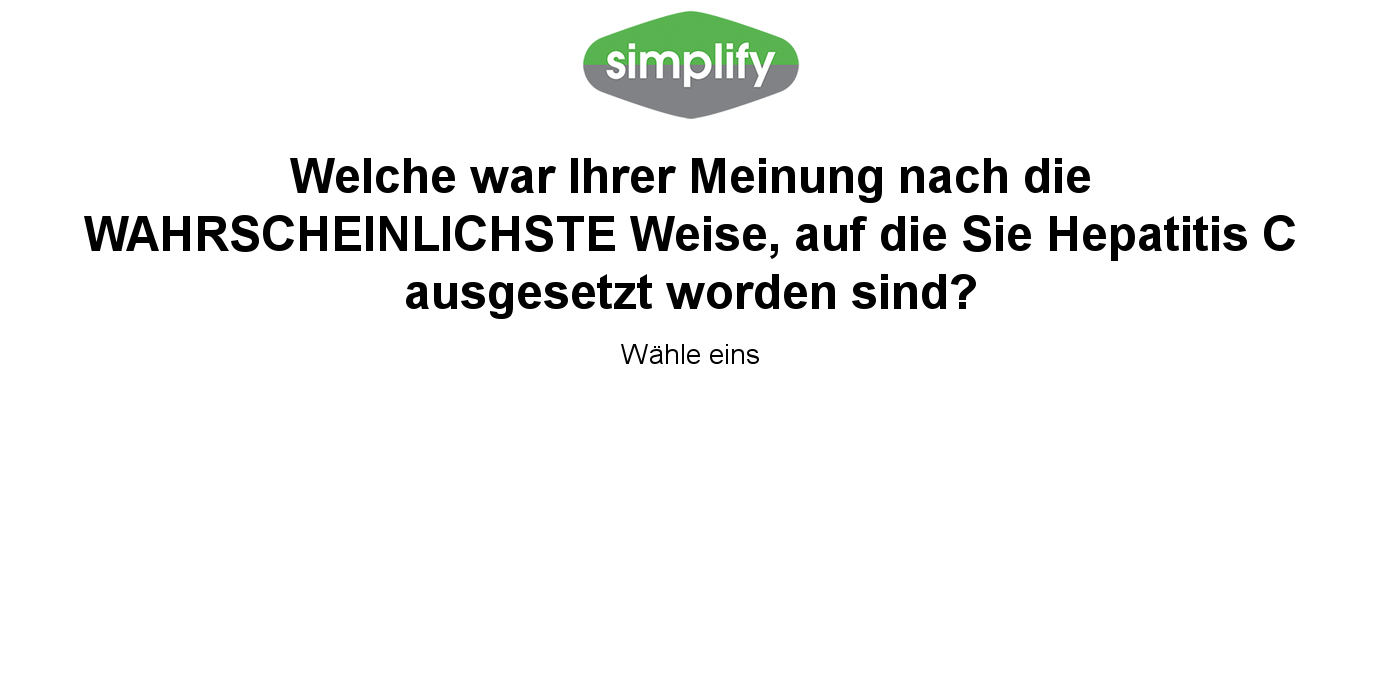 simplify
Welche war Ihrer Meinung nach die
WAHRSCHEINLICHSTE Weise, auf die Sie Hepatitis C
ausgesetzt worden sind?
Wähle eins